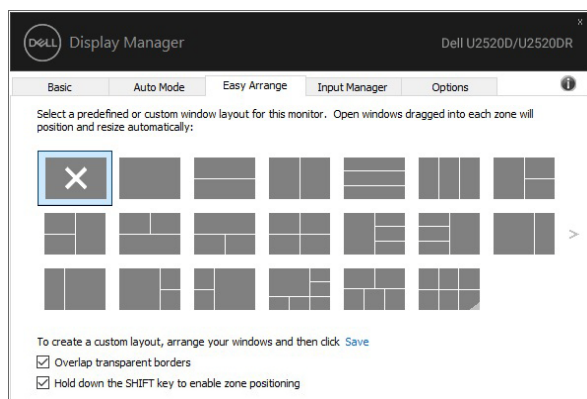 DELL Display Manager Dell U2520D/U2520DR
Basic Auto Mode Easy Arrange Input Manager Options
Select a predefined or custom window layout for this monitor. Open windows dragged into each zone will
position and resize automatically:
To create a custom layout, arrange your windows and then click Save
Overlap transparent borders
Hold down the SHIFT key to enable zone positioning